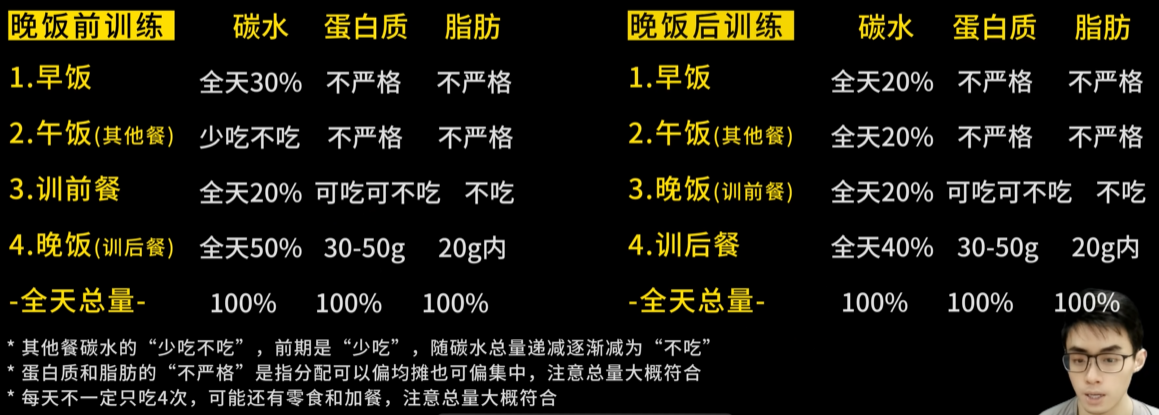 晚饭前训练 碳水 蛋白质 脂肪
1.早饭 全天30% 不严格 不严格
2.午饭(其他餐) 少吃不吃 不严格 不严格
3.训前餐 全天20% 可吃可不吃 不吃
4.晚饭(训后餐) 全天50% 30-50g 20g内
-全天总量- 100% 100% 100%
晚饭后训练 碳水 蛋白质 脂肪
1.早饭 全天20% 不严格 不严格
2.午饭(其他餐) 全天20% 不严格 不严格
3.晚饭(训前餐) 全天20% 可吃可不吃 不吃
4.训后餐 全天40% 30-50g 20g内
-全天总量- 100% 100% 100%
* 其他餐碳水的“少吃不吃”，前期是“少吃”，随碳水总量递减逐渐减为“不吃”
* 蛋白质和脂肪的“不严格”是指分配可以偏均摊也可偏集中，注意总量大概符合
* 每天不一定只吃4次，可能还有零食和加餐，注意总量大概符合